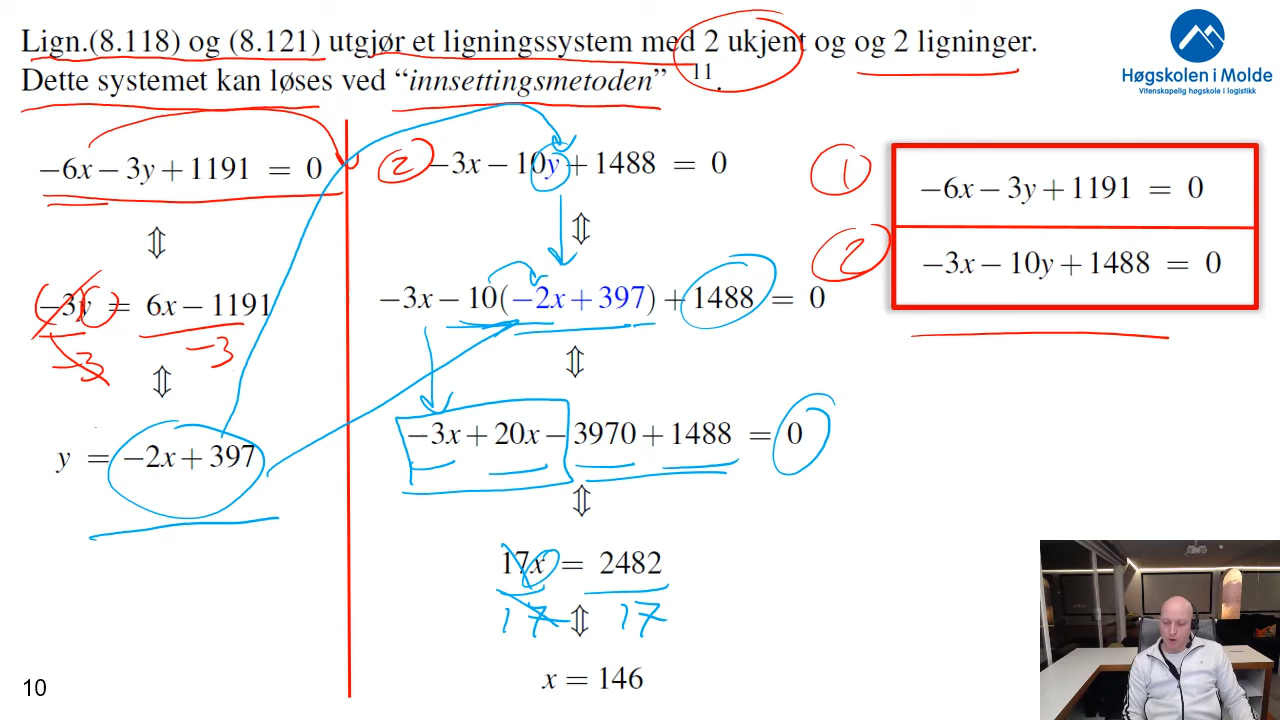 Lign.(8.118) og (8.121) utgjør et ligningssystem med 2 ukjent og og 2 ligninger.
Dette systemet kan løses ved “innsettingsmetoden” 11.
Høgskolen i Molde
Vitenskapelig høgskole i logistikk
−6x − 3y + 1191 = 0
⇕
−3y = 6x − 1191
−3 −3
⇕
y = −2x + 397
2 −3x − 10y + 1488 = 0
⇕
−3x − 10(−2x + 397) + 1488 = 0
⇕
−3x + 20x − 3970 + 1488 = 0
⇕
17x = 2482
17 ⇕ 17
x = 146
1 −6x − 3y + 1191 = 0
2 −3x − 10y + 1488 = 0
10